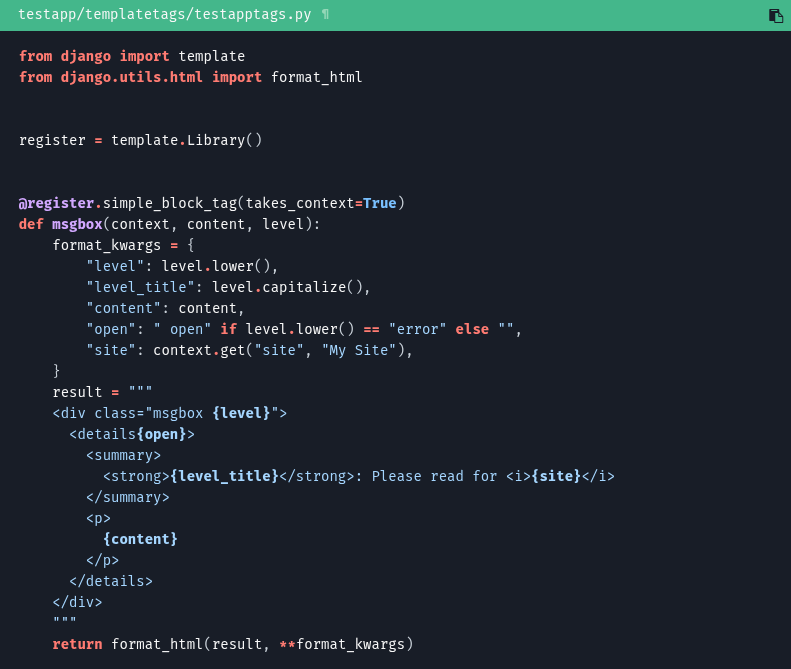 testapp/templatetags/testapptags.py ¶
from django import template
from django.utils.html import format_html
register = template.Library()
@register.simple_block_tag(takes_context=True)
def msgbox(context, content, level):
    format_kwargs = {
        "level": level.lower(),
        "level_title": level.capitalize(),
        "content": content,
        "open": " open" if level.lower() == "error" else "",
        "site": context.get("site", "My Site"),
    }
    result = """
    <div class="msgbox {level}">
      <details{open}>
        <summary>
          <strong>{level_title}</strong>: Please read for <i>{site}</i>
        </summary>
        <p>
          {content}
        </p>
      </details>
    </div>
    """
    return format_html(result, **format_kwargs)